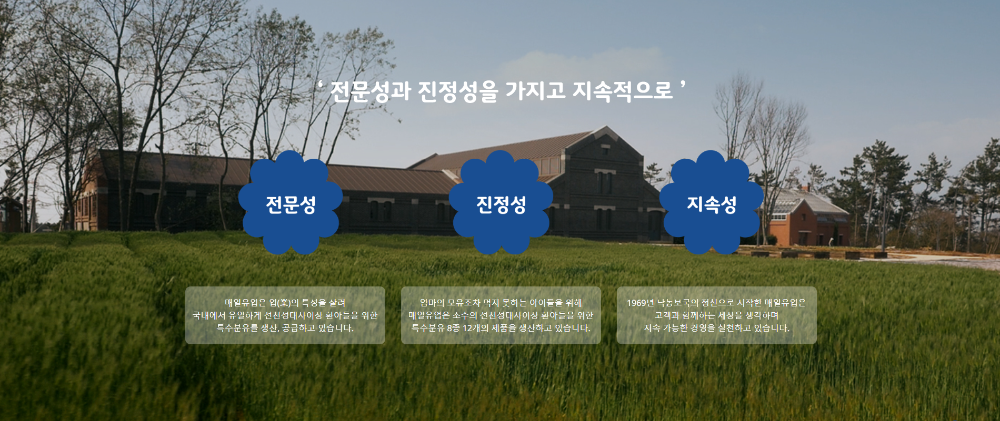 ‘ 전문성과 진정성을 가지고 지속적으로 ’
전문성
진정성
지속성
매일유업은 업(業)의 특성을 살려
국내에서 유일하게 선천성대사이상 환아들을 위한
특수분유를 생산, 공급하고 있습니다.
엄마의 모유조차 먹지 못하는 아이들을 위해
매일유업은 소수의 선천성대사이상 환아들을 위한
특수분유 8종 12개의 제품을 생산하고 있습니다.
1969년 낙농보국의 정신으로 시작한 매일유업은
고객과 함께하는 세상을 생각하며
지속 가능한 경영을 실천하고 있습니다.